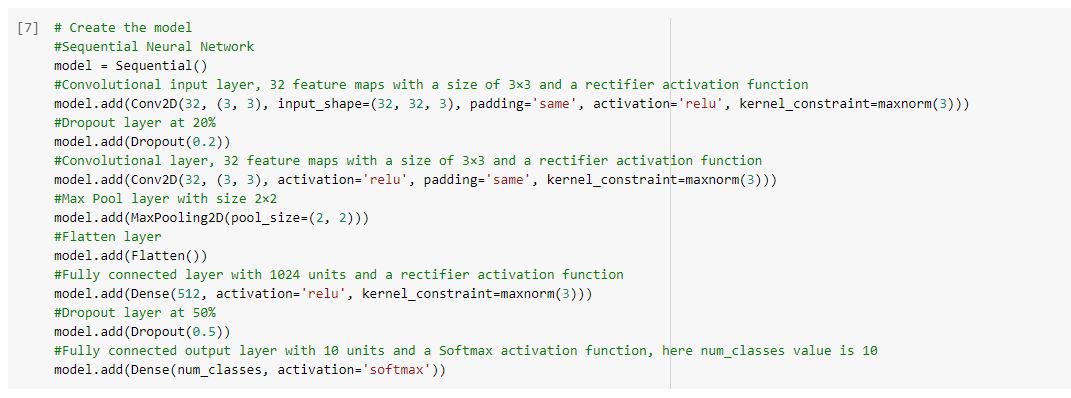 [7] # Create the model
#Sequential Neural Network
model = Sequential()
#Convolutional input layer, 32 feature maps with a size of 3×3 and a rectifier activation function
model.add(Conv2D(32, (3, 3), input_shape=(32, 32, 3), padding='same', activation='relu', kernel_constraint=maxnorm(3)))
#Dropout layer at 20%
model.add(Dropout(0.2))
#Convolutional layer, 32 feature maps with a size of 3×3 and a rectifier activation function
model.add(Conv2D(32, (3, 3), activation='relu', padding='same', kernel_constraint=maxnorm(3)))
#Max Pool layer with size 2×2
model.add(MaxPooling2D(pool_size=(2, 2)))
#Flatten layer
model.add(Flatten())
#Fully connected layer with 1024 units and a rectifier activation function
model.add(Dense(512, activation='relu', kernel_constraint=maxnorm(3)))
#Dropout layer at 50%
model.add(Dropout(0.5))
#Fully connected output layer with 10 units and a Softmax activation function, here num_classes value is 10
model.add(Dense(num_classes, activation='softmax'))